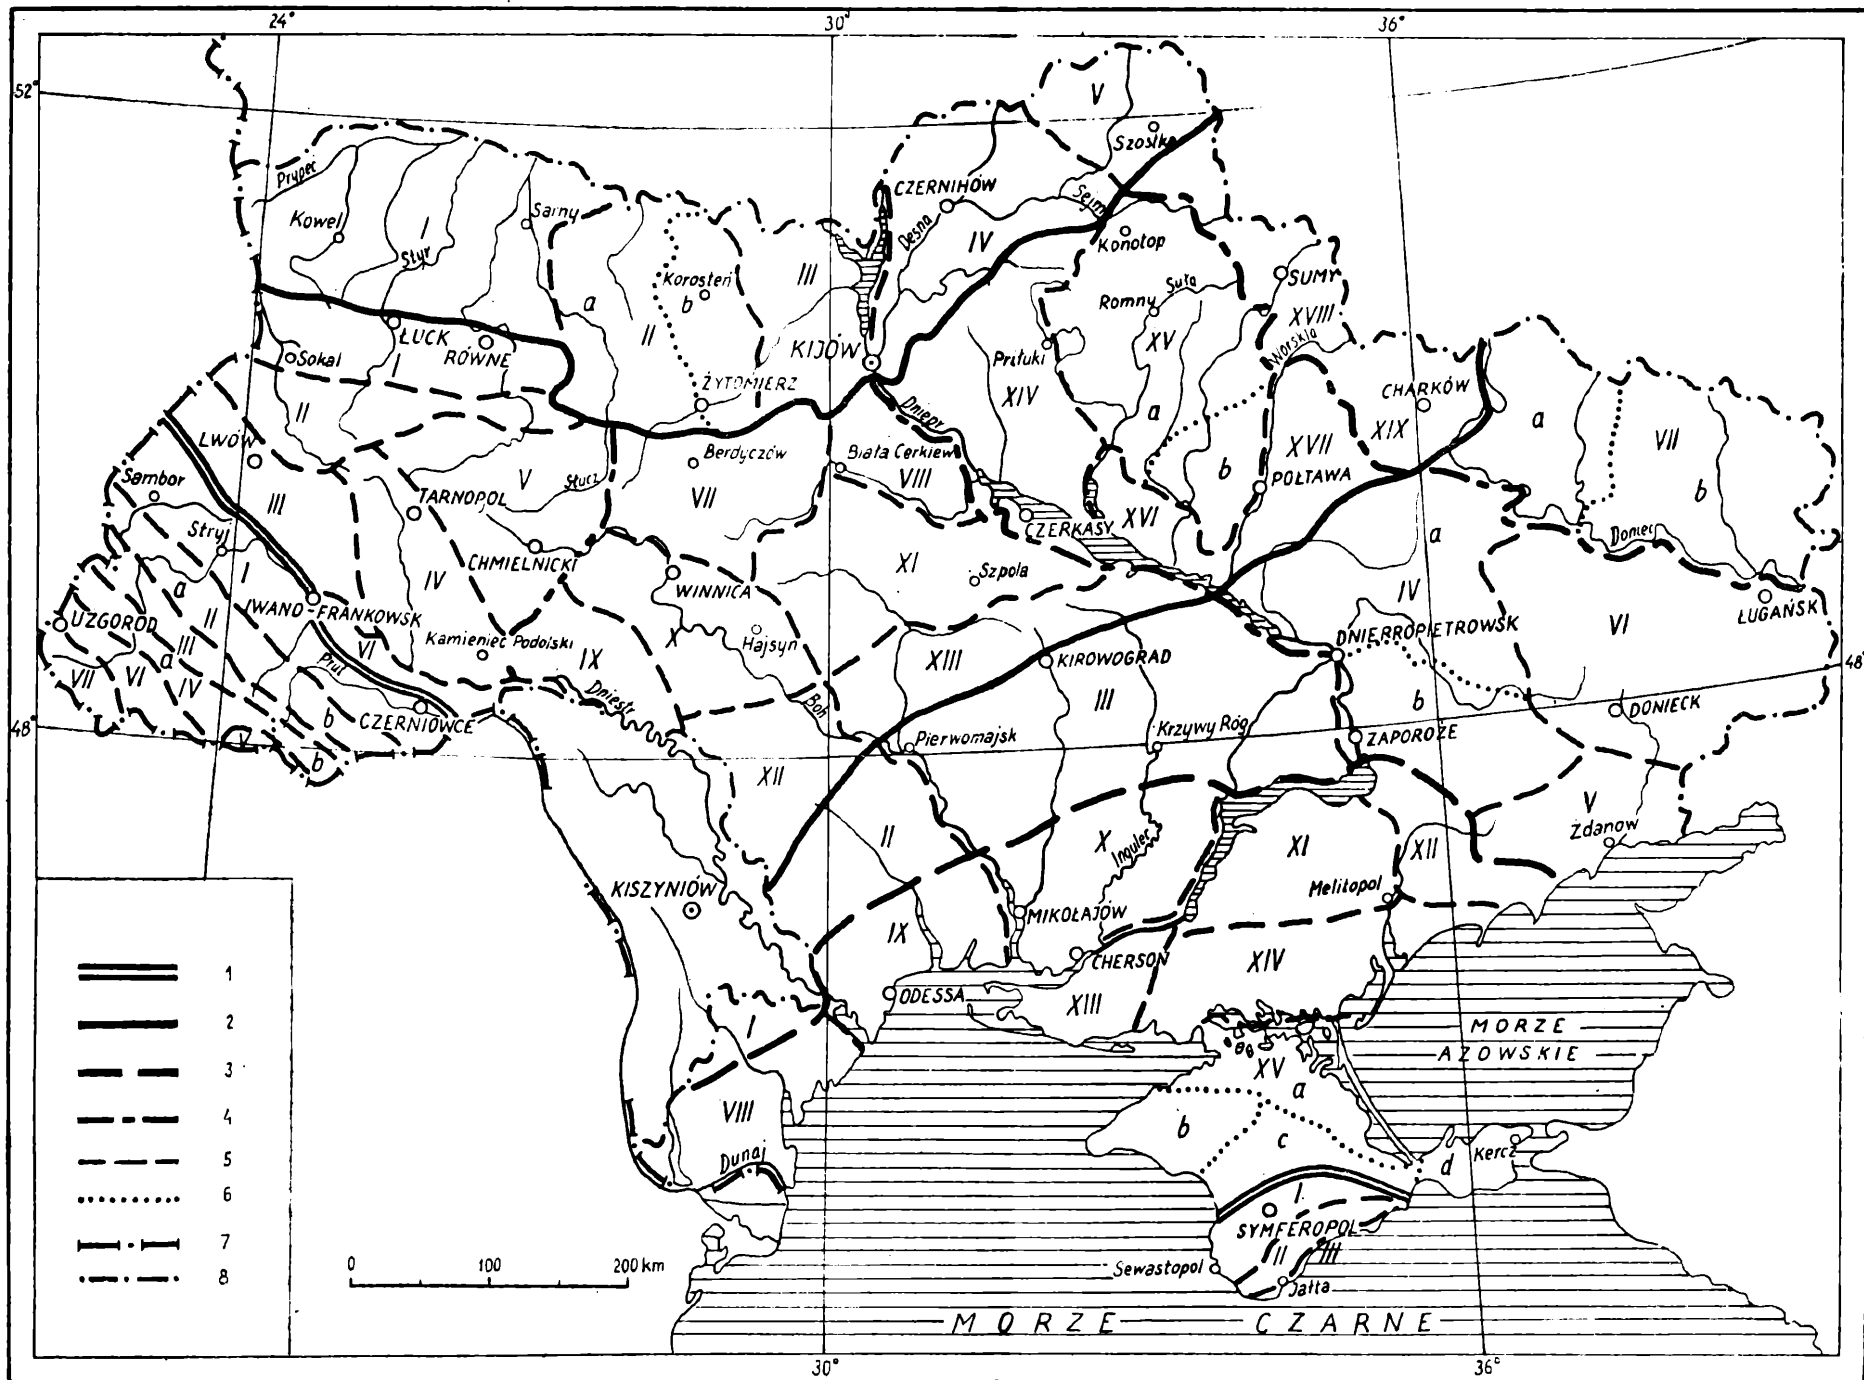 24°
30°
36°
52°
V
Szostka
CZERNIHÓW
Sejm
Prypeć
Sarny
Kowel
I
Styr
Desna
IV
Konotop
III
SUMY
Korosteń
a
b
II
Romny
Suła
XVIII
XV
Worskla
ŁUCK
RÓWNE
KIJÓW
Priłuki
Sokal
I
XIV
CHARKÓW
ŻYTOMIERZ
II
Dniepr
a
XIX
a
VII
LWÓW
Berdyczów
Biała Cerkiew
XVII
b
b
Sambor
V
Słucz
VII
VIII
POŁTAWA
TARNOPOL
III
CZERKASY
XVI
Stryj
a
Doniec
CHMIELNICKI
XI
Szpola
I
IV
WINNICA
a
IV
ŁUGAŃSK
II
IWANO-FRANKOWSK
UZGOROD
Hajsyn
DNIERROPIETROWSK
VI
III
VI
Kamieniec Podolski
X
IX
XIII
KIROWOGRAD
48°
a
Prut
VII
VI
IV
Dniestr
Boh
III
b
b
CZERNIOWCE
Krzywy Róg
DONIECK
48°
V
b
Pierwomajsk
ZAPOROŻE
XII
V
II
X
Ingulec
XI
XII
Zdanow
KISZYNIÓW
Melitopol
MIKOŁAJÓW
IX
CHERSON
XIV
1
ODESSA
XIII
2
I
MORZE
AZOWSKIE
3
XV
a
4
VIII
b
c
5
Dunaj
d
Kercz
6
I
SYMFEROPOL
7
II
III
8
0
100
200 km
Sewastopol
Jałta
MORZE CZARNE
30°
36°